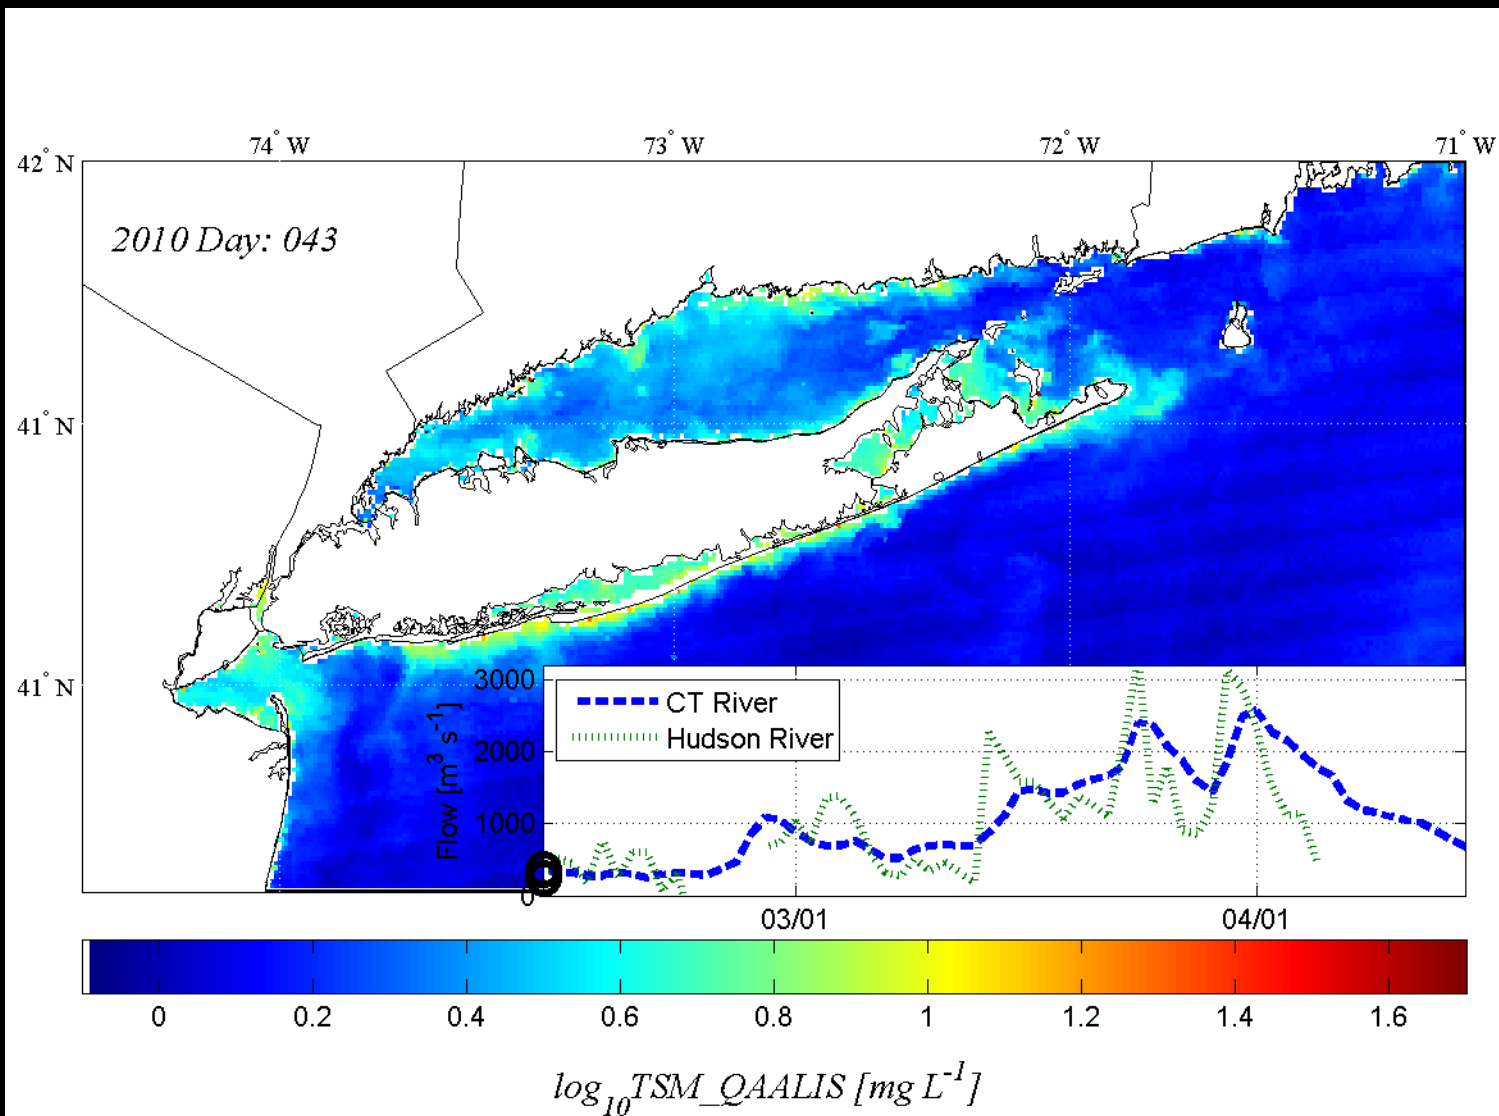 74° W 73° W 72° W 71° W
42° N
2010 Day: 043
41° N
41° N
3000
2000
1000
0
Flow [m³ s⁻¹]
CT River
Hudson River
03/01 04/01
0 0.2 0.4 0.6 0.8 1 1.2 1.4 1.6
log₁₀TSM_QAALIS [mg L⁻¹]